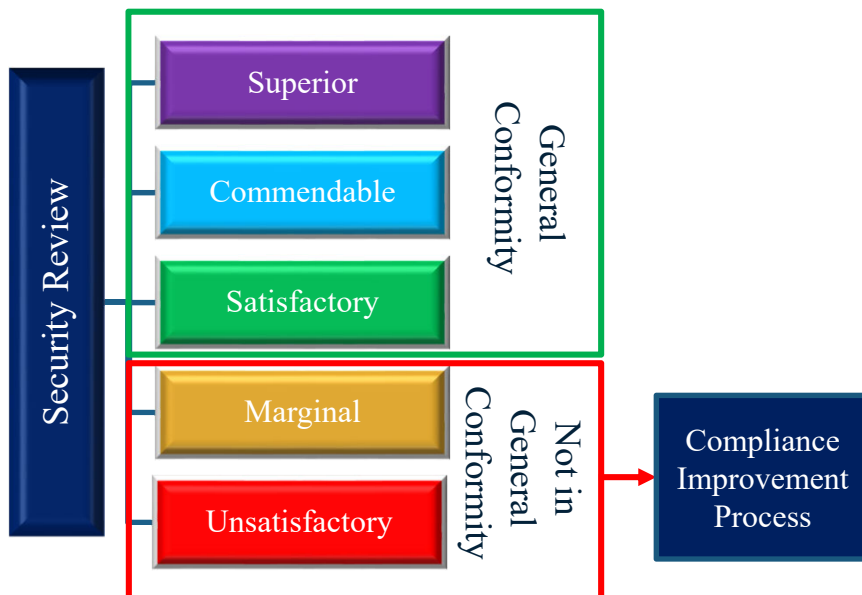 Security Review
Superior
Commendable
Satisfactory
General
Conformity
Marginal
Unsatisfactory
Not in
General
Conformity
Compliance
Improvement
Process